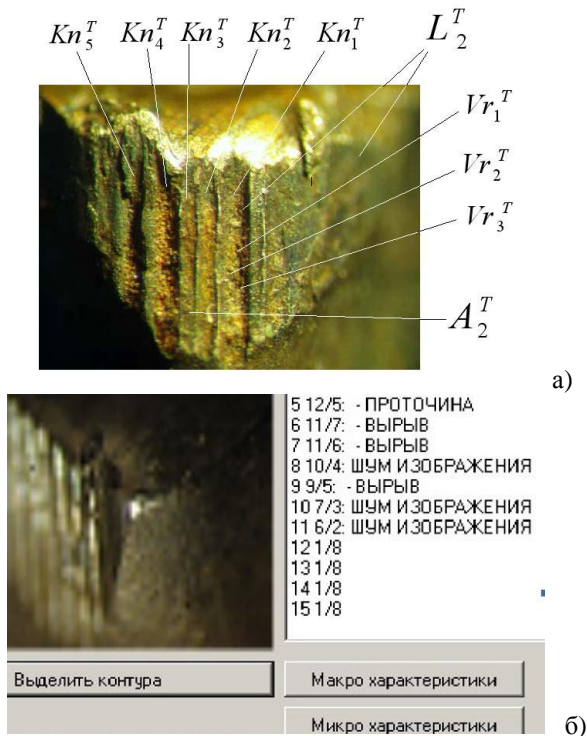 Kn₅ᵀ Kn₄ᵀ Kn₃ᵀ Kn₂ᵀ Kn₁ᵀ L₂ᵀ
Vr₁ᵀ
Vr₂ᵀ
Vr₃ᵀ
A₂ᵀ
а)
5 12/5: - ПРОТОЧИНА
6 11/7: - ВЫРЫВ
7 11/6: - ВЫРЫВ
8 10/4: ШУМ ИЗОБРАЖЕНИЯ
9 9/5: - ВЫРЫВ
10 7/3: ШУМ ИЗОБРАЖЕНИЯ
11 6/2: ШУМ ИЗОБРАЖЕНИЯ
12 1/8
13 1/8
14 1/8
15 1/8
Выделить контура
Макро характеристики
Микро характеристики
б)